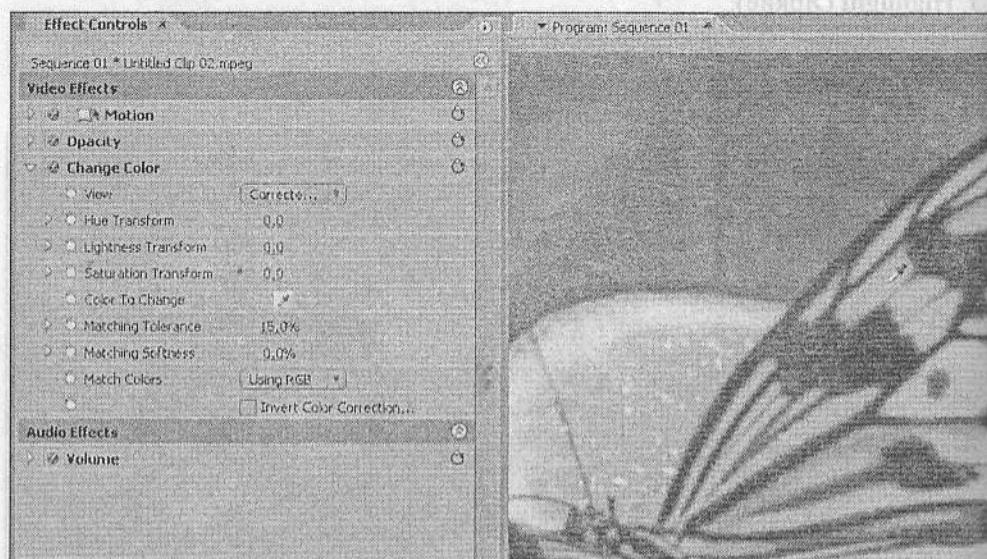 Effect Controls ×
Program: Sequence 01
Sequence 01 * Untitled Clip 02.mpeg
Video Effects
Motion
Opacity
Change Color
View Correcte...
Hue Transform 0,0
Lightness Transform 0,0
Saturation Transform 0,0
Color To Change
Matching Tolerance 15,0%
Matching Softness 0,0%
Match Colors Using RGB
Invert Color Correction...
Audio Effects
Volume